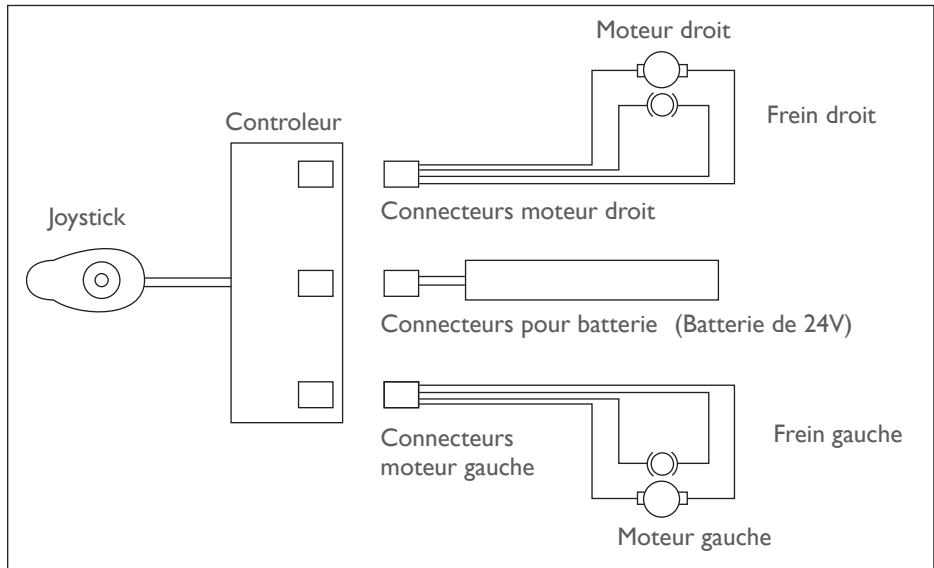 Moteur droit
Frein droit
Controleur
Connecteurs moteur droit
Joystick
Connecteurs pour batterie (Batterie de 24V)
Connecteurs
moteur gauche
Frein gauche
Moteur gauche